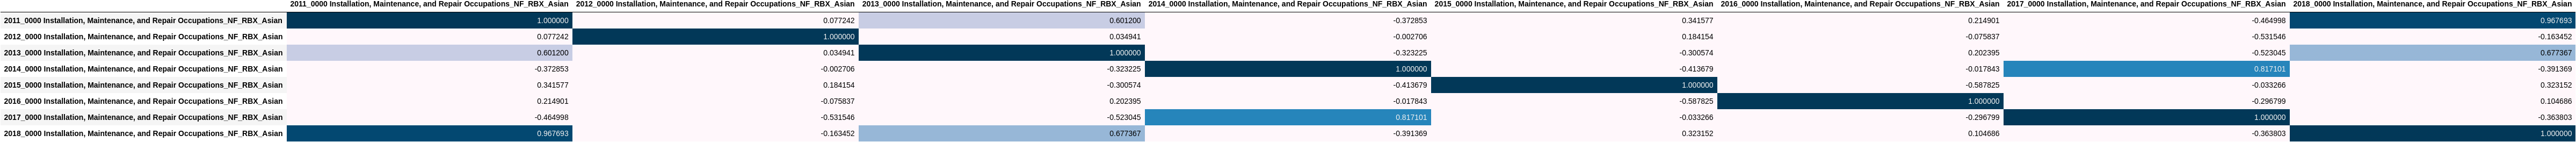 2011_0000 Installation, Maintenance, and Repair Occupations_NF_RBX_Asian 2012_0000 Installation, Maintenance, and Repair Occupations_NF_RBX_Asian 2013_0000 Installation, Maintenance, and Repair Occupations_NF_RBX_Asian 2014_0000 Installation, Maintenance, and Repair Occupations_NF_RBX_Asian 2015_0000 Installation, Maintenance, and Repair Occupations_NF_RBX_Asian 2016_0000 Installation, Maintenance, and Repair Occupations_NF_RBX_Asian 2017_0000 Installation, Maintenance, and Repair Occupations_NF_RBX_Asian 2018_0000 Installation, Maintenance, and Repair Occupations_NF_RBX_Asian
2011_0000 Installation, Maintenance, and Repair Occupations_NF_RBX_Asian 1.000000 0.077242 0.601200 -0.372853 0.341577 0.214901 -0.464998 0.967693
2012_0000 Installation, Maintenance, and Repair Occupations_NF_RBX_Asian 0.077242 1.000000 0.034941 -0.002706 0.184154 -0.075837 -0.531546 -0.163452
2013_0000 Installation, Maintenance, and Repair Occupations_NF_RBX_Asian 0.601200 0.034941 1.000000 -0.323225 -0.300574 0.202395 -0.523045 0.677367
2014_0000 Installation, Maintenance, and Repair Occupations_NF_RBX_Asian -0.372853 -0.002706 -0.323225 1.000000 -0.413679 -0.017843 0.817101 -0.391369
2015_0000 Installation, Maintenance, and Repair Occupations_NF_RBX_Asian 0.341577 0.184154 -0.300574 -0.413679 1.000000 -0.587825 -0.033266 0.323152
2016_0000 Installation, Maintenance, and Repair Occupations_NF_RBX_Asian 0.214901 -0.075837 0.202395 -0.017843 -0.587825 1.000000 -0.296799 0.104686
2017_0000 Installation, Maintenance, and Repair Occupations_NF_RBX_Asian -0.464998 -0.531546 -0.523045 0.817101 -0.033266 -0.296799 1.000000 -0.363803
2018_0000 Installation, Maintenance, and Repair Occupations_NF_RBX_Asian 0.967693 -0.163452 0.677367 -0.391369 0.323152 0.104686 -0.363803 1.000000